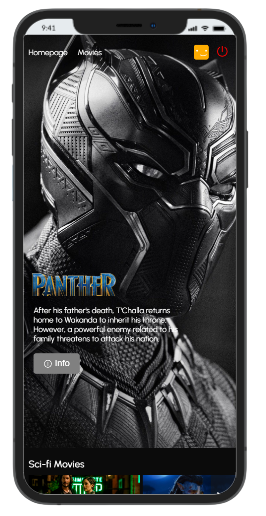 9:41
Homepage Movies
PANTHER
After his father's death, T'Challa returns
home to Wakanda to inherit his throne.
However, a powerful enemy related to his
family threatens to attack his nation.
Info
Sci-fi Movies